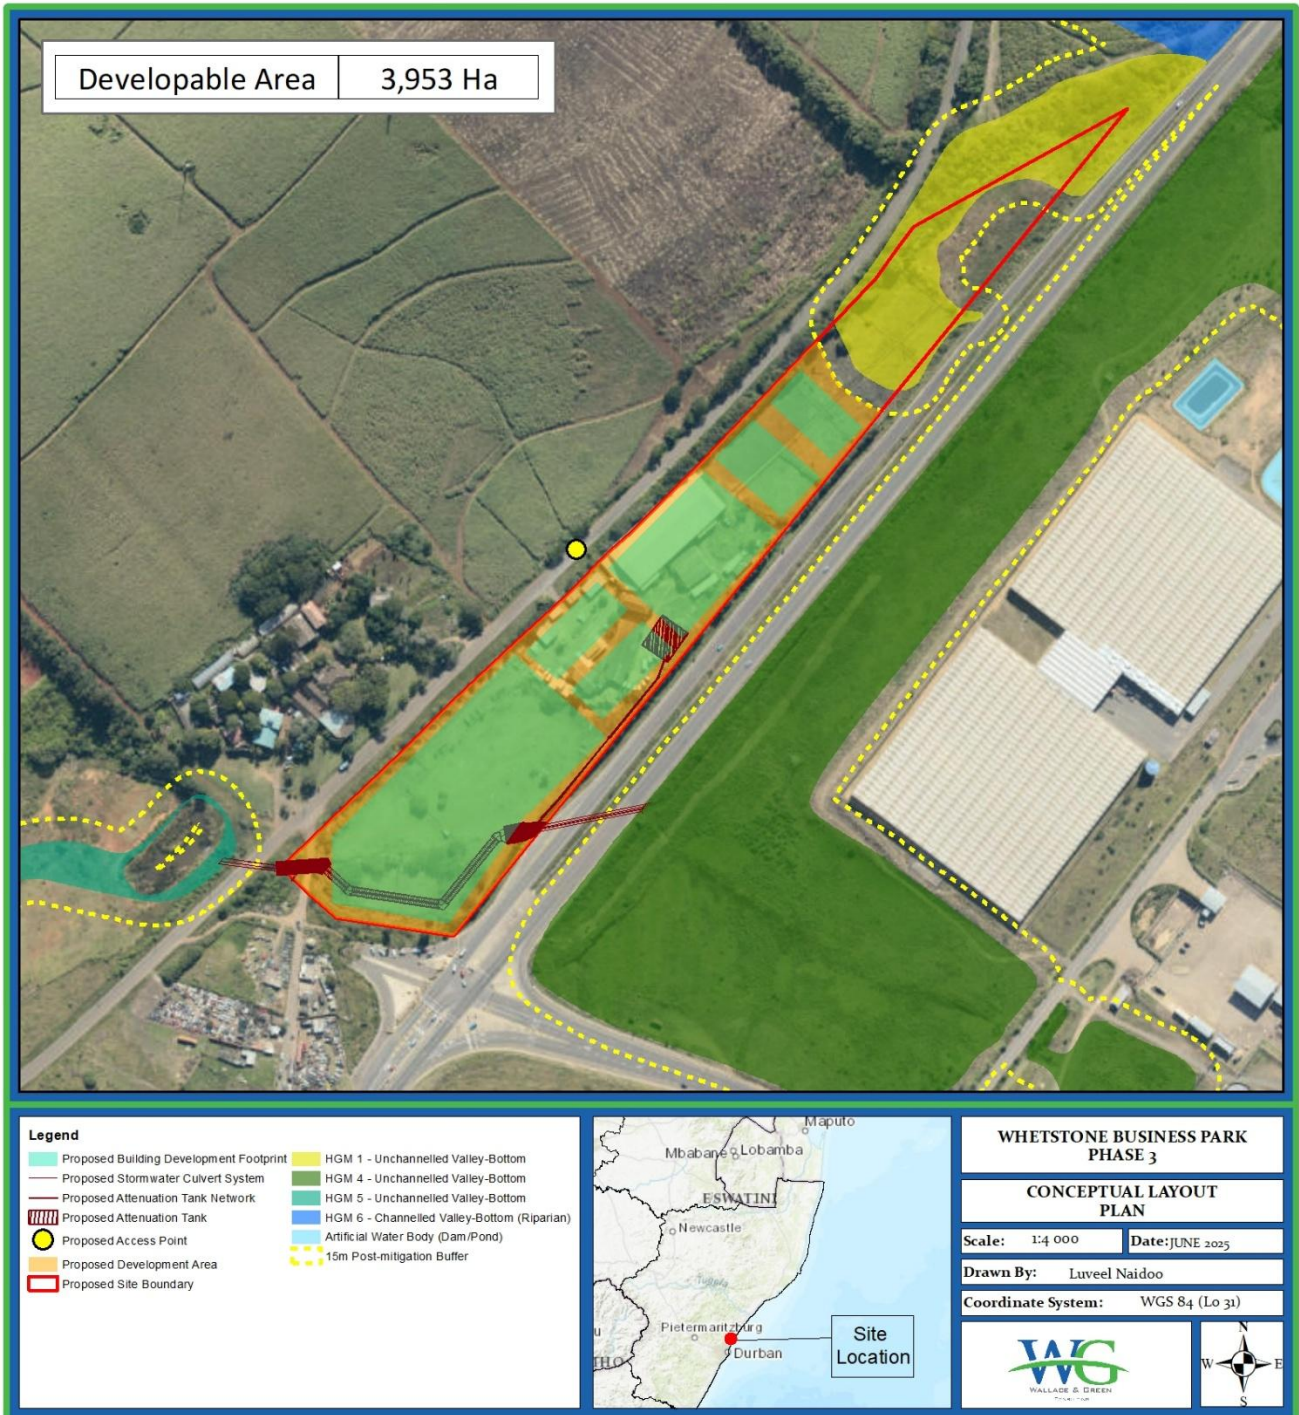 Developable Area 3,953 Ha
Legend
Proposed Building Development Footprint
Proposed Stormwater Culvert System
Proposed Attenuation Tank Network
Proposed Attenuation Tank
Proposed Access Point
Proposed Development Area
Proposed Site Boundary
HGM 1 - Unchannelled Valley-Bottom
HGM 4 - Unchannelled Valley-Bottom
HGM 5 - Unchannelled Valley-Bottom
HGM 6 - Channelled Valley-Bottom (Riparian)
Artificial Water Body (Dam/Pond)
15m Post-mitigation Buffer
Maputo
Mbabane Lobamba
ESWATINI
Newcastle
Tugela
Pietermaritzburg
Durban
u
THO
Site
Location
WHETSTONE BUSINESS PARK
PHASE 3
CONCEPTUAL LAYOUT
PLAN
Scale: 1:4 000 Date: JUNE 2025
Drawn By: Luveel Naidoo
Coordinate System: WGS 84 (Lo 31)
WG
WALLACE & GREEN
N
W E
S